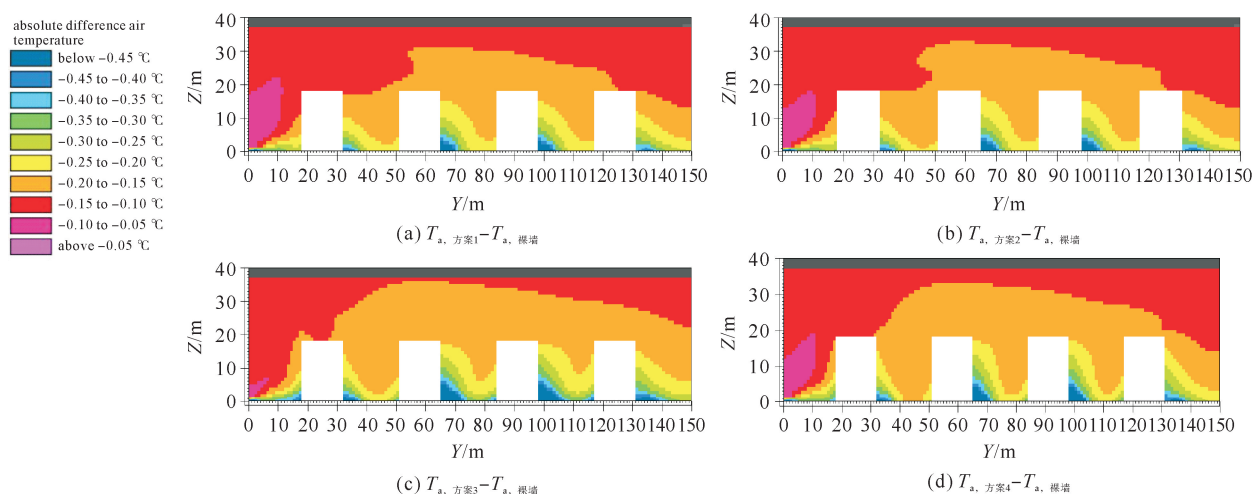 absolute difference air
temperature
below −0.45 ℃
−0.45 to −0.40 ℃
−0.40 to −0.35 ℃
−0.35 to −0.30 ℃
−0.30 to −0.25 ℃
−0.25 to −0.20 ℃
−0.20 to −0.15 ℃
−0.15 to −0.10 ℃
−0.10 to −0.05 ℃
above −0.05 ℃
40
30
20
10
0
Z/m
0 10 20 30 40 50 60 70 80 90 100 110 120 130 140 150
Y/m
(a) Ta, 方案1−Ta, 裸墙
40
30
20
10
0
Z/m
0 10 20 30 40 50 60 70 80 90 100 110 120 130 140 150
Y/m
(b) Ta, 方案2−Ta, 裸墙
40
30
20
10
0
Z/m
0 10 20 30 40 50 60 70 80 90 100 110 120 130 140 150
Y/m
(c) Ta, 方案3−Ta, 裸墙
40
30
20
10
0
Z/m
0 10 20 30 40 50 60 70 80 90 100 110 120 130 140 150
Y/m
(d) Ta, 方案4−Ta, 裸墙